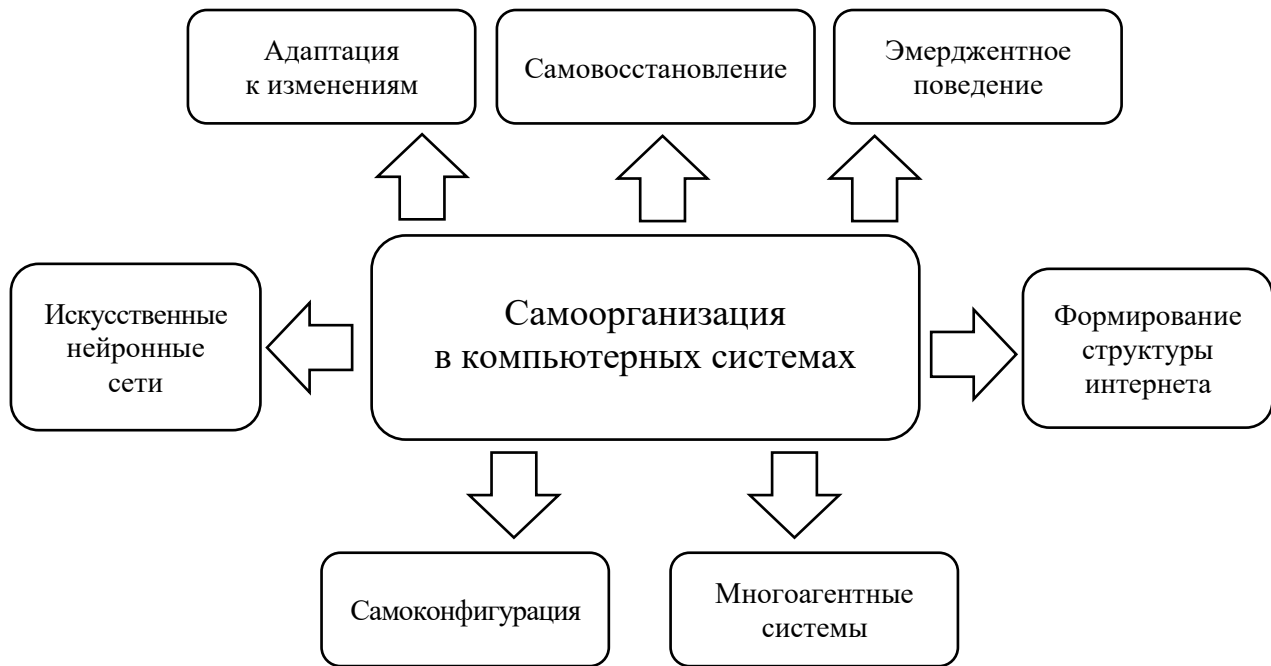 Адаптация
к изменениям
Самовосстановление
Эмерджентное
поведение
Искусственные
нейронные
сети
Самоорганизация
в компьютерных системах
Формирование
структуры
интернета
Самоконфигурация
Многоагентные
системы